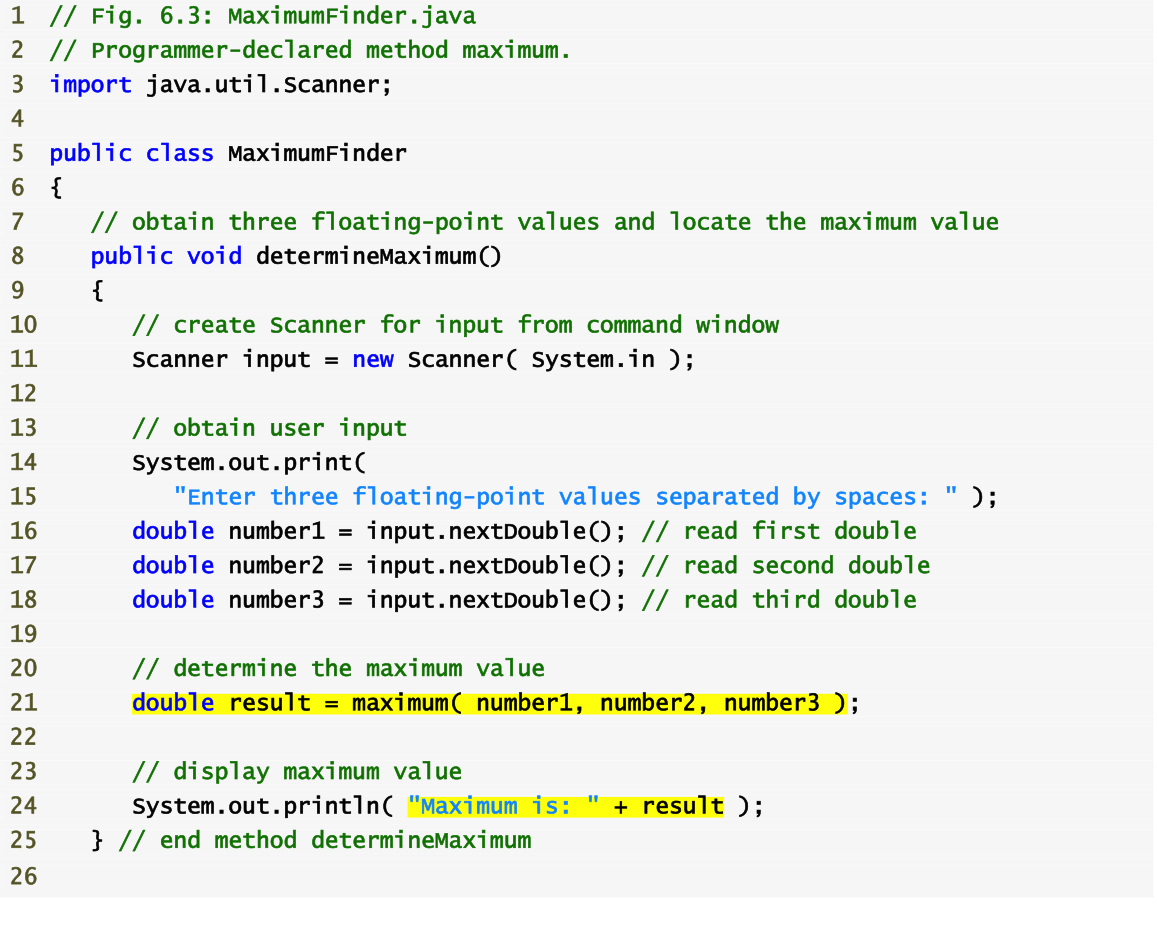 1 // Fig. 6.3: MaximumFinder.java
2 // Programmer-declared method maximum.
3 import java.util.Scanner;
4
5 public class MaximumFinder
6 {
7    // obtain three floating-point values and locate the maximum value
8    public void determineMaximum()
9    {
10       // create Scanner for input from command window
11       Scanner input = new Scanner( System.in );
12
13       // obtain user input
14       System.out.print(
15          "Enter three floating-point values separated by spaces: " );
16       double number1 = input.nextDouble(); // read first double
17       double number2 = input.nextDouble(); // read second double
18       double number3 = input.nextDouble(); // read third double
19
20       // determine the maximum value
21       double result = maximum( number1, number2, number3 );
22
23       // display maximum value
24       System.out.println( "Maximum is: " + result );
25    } // end method determineMaximum
26